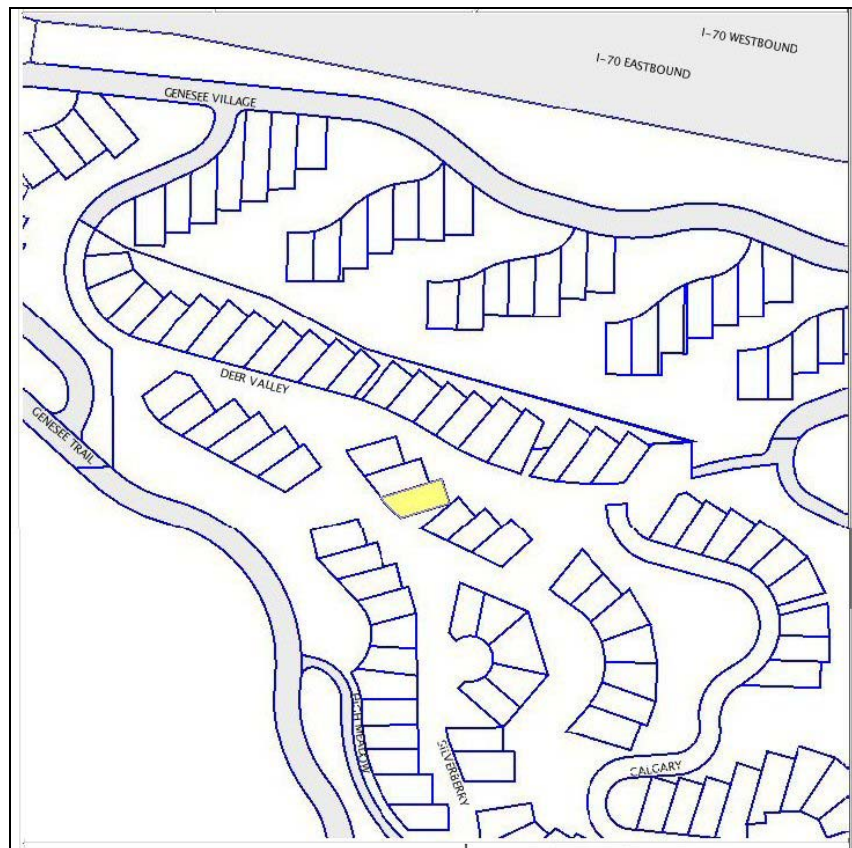 I-70 WESTBOUND
I-70 EASTBOUND
GENESEE VILLAGE
DEER VALLEY
GENESEE TRAIL
HIGH MEADOW
SILVERBERRY
CALGARY